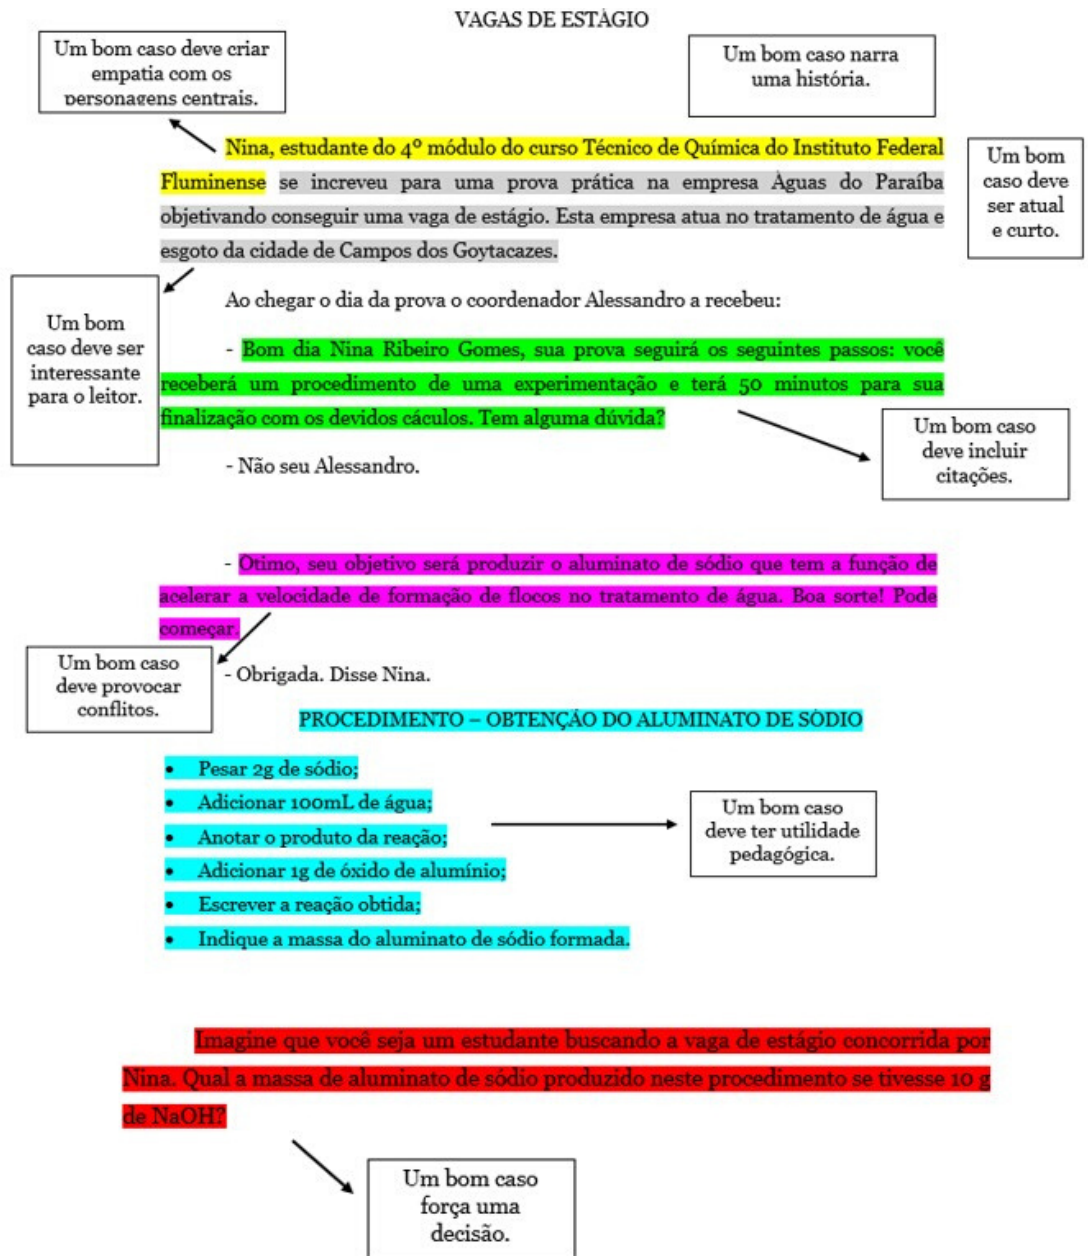 VAGAS DE ESTÁGIO
Um bom caso deve criar
empatia com os
personagens centrais.
Um bom caso narra
uma história.
Nina, estudante do 4º módulo do curso Técnico de Química do Instituto Federal
Fluminense se increveu para uma prova prática na empresa Águas do Paraíba
objetivando conseguir uma vaga de estágio. Esta empresa atua no tratamento de água e
esgoto da cidade de Campos dos Goytacazes.
Um bom
caso deve
ser atual
e curto.
Ao chegar o dia da prova o coordenador Alessandro a recebeu:
Um bom
caso deve ser
interessante
para o leitor.
- Bom dia Nina Ribeiro Gomes, sua prova seguirá os seguintes passos: você
receberá um procedimento de uma experimentação e terá 50 minutos para sua
finalização com os devidos cáculos. Tem alguma dúvida?
Um bom caso
deve incluir
citações.
- Não seu Alessandro.
- Otimo, seu objetivo será produzir o aluminato de sódio que tem a função de
acelerar a velocidade de formação de flocos no tratamento de água. Boa sorte! Pode
começar.
Um bom caso
deve provocar
conflitos.
- Obrigada. Disse Nina.
PROCEDIMENTO – OBTENÇÃO DO ALUMINATO DE SÓDIO
• Pesar 2g de sódio;
• Adicionar 100mL de água;
• Anotar o produto da reação;
• Adicionar 1g de óxido de alumínio;
• Escrever a reação obtida;
• Indique a massa do aluminato de sódio formada.
Um bom caso
deve ter utilidade
pedagógica.
Imagine que você seja um estudante buscando a vaga de estágio concorrida por
Nina. Qual a massa de aluminato de sódio produzido neste procedimento se tivesse 10 g
de NaOH?
Um bom caso
força uma
decisão.